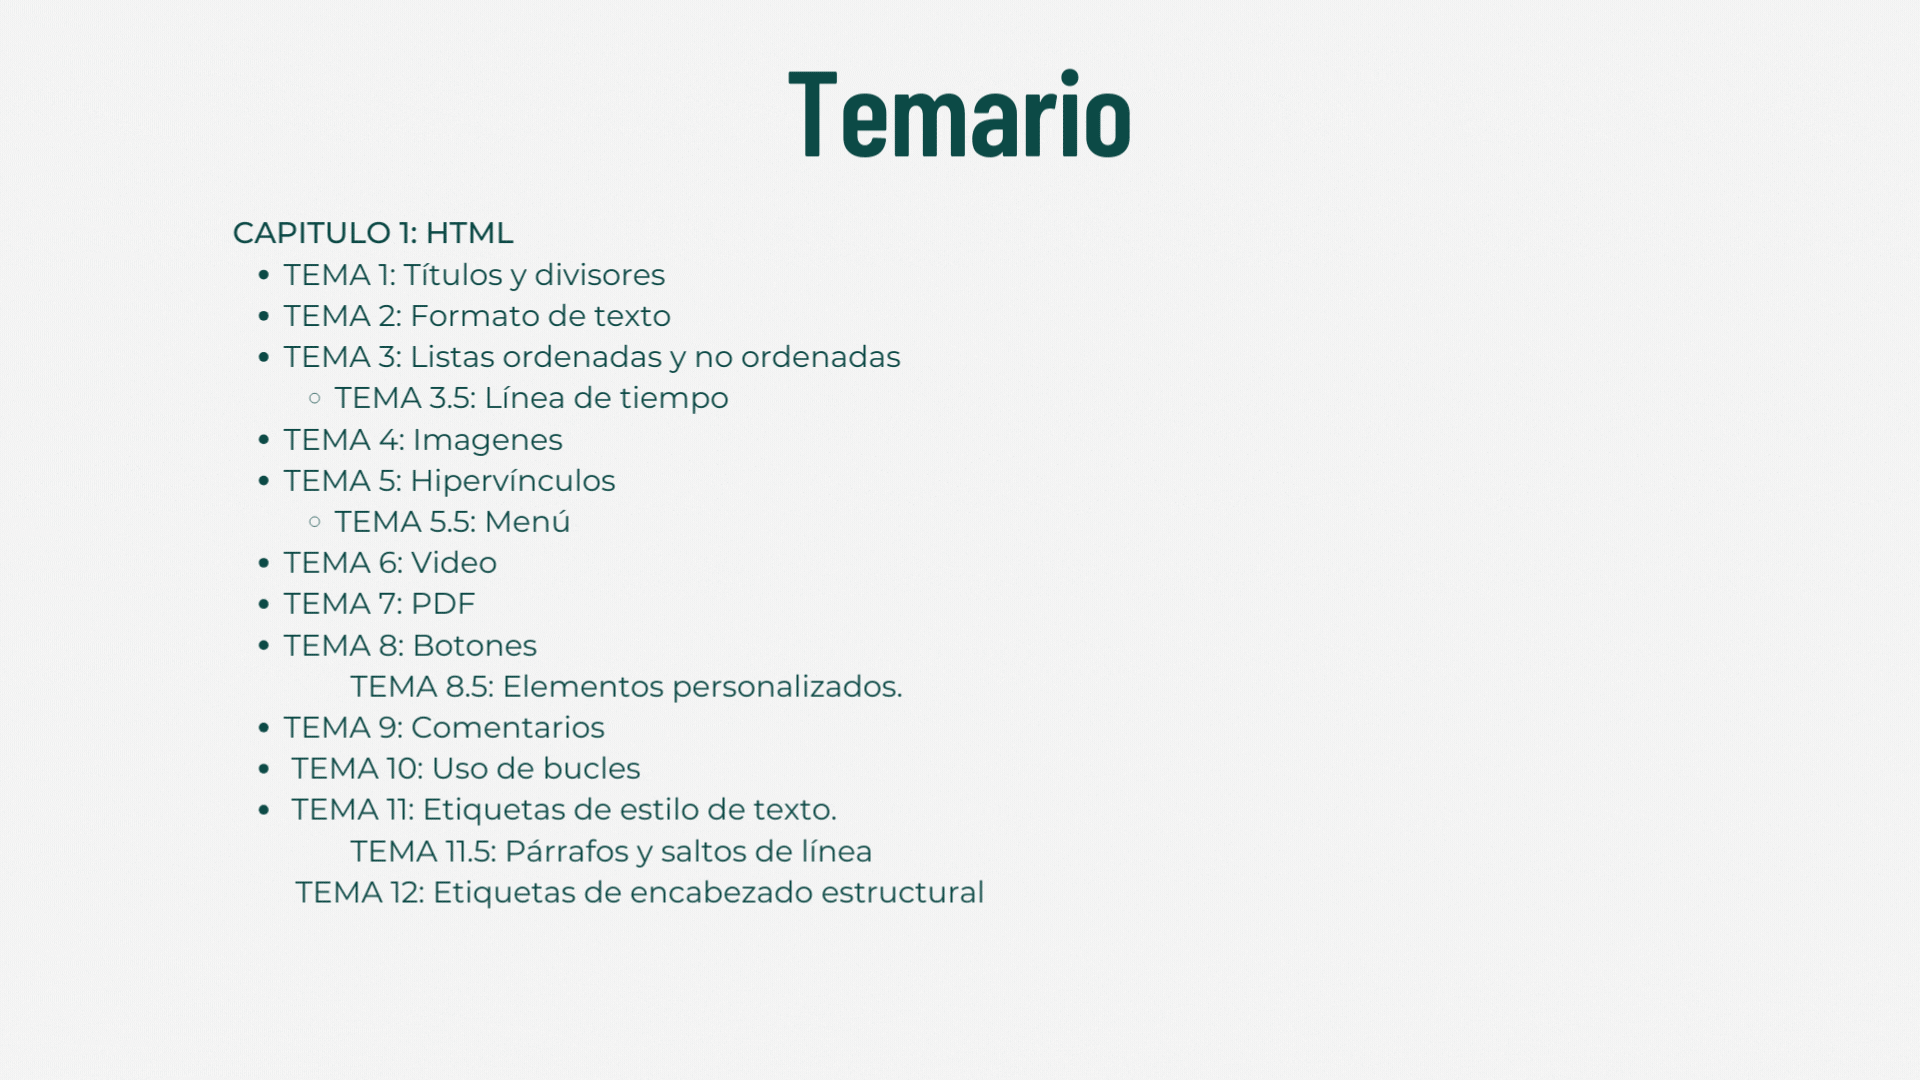 Temario
CAPITULO 1: HTML
• TEMA 1: Títulos y divisores
• TEMA 2: Formato de texto
• TEMA 3: Listas ordenadas y no ordenadas
◦ TEMA 3.5: Línea de tiempo
• TEMA 4: Imagenes
• TEMA 5: Hipervínculos
◦ TEMA 5.5: Menú
• TEMA 6: Video
• TEMA 7: PDF
• TEMA 8: Botones
TEMA 8.5: Elementos personalizados.
• TEMA 9: Comentarios
• TEMA 10: Uso de bucles
• TEMA 11: Etiquetas de estilo de texto.
TEMA 11.5: Párrafos y saltos de línea
TEMA 12: Etiquetas de encabezado estructural